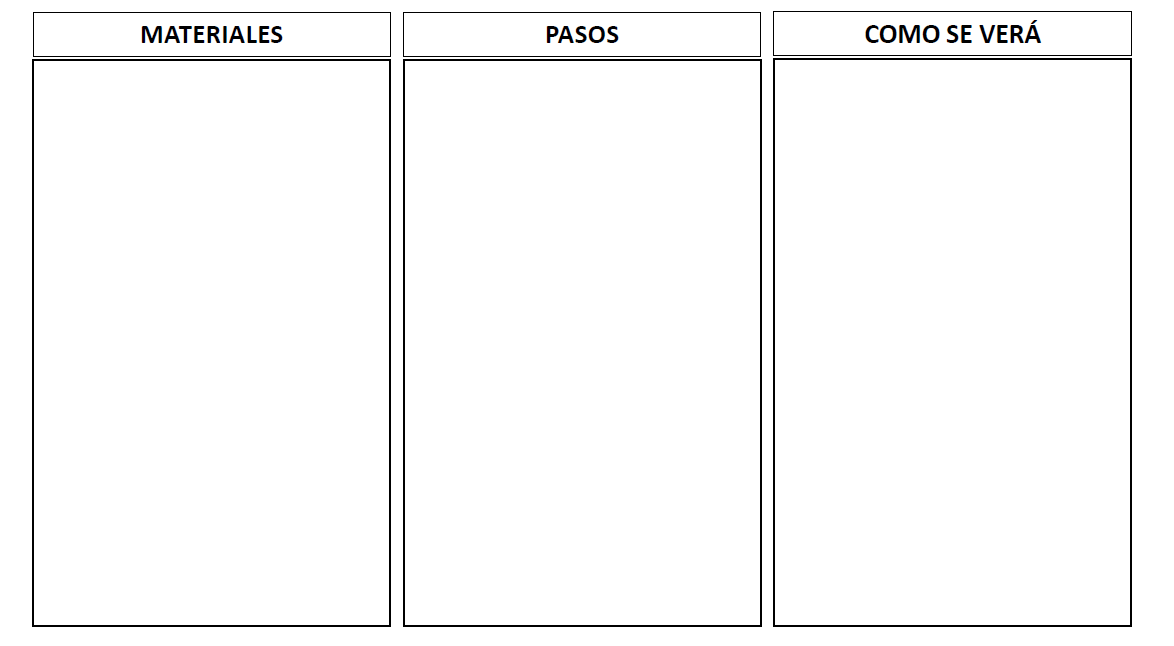 MATERIALES
PASOS
COMO SE VERÁ